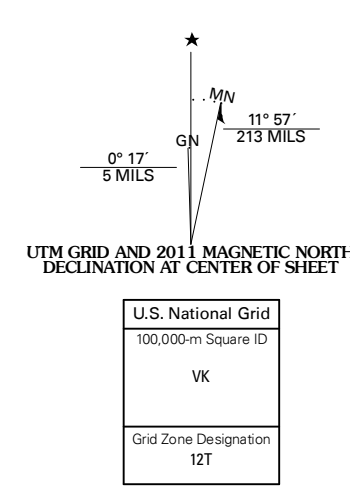 ★
MN
GN
11° 57´
213 MILS
0° 17´
5 MILS
UTM GRID AND 2011 MAGNETIC NORTH
DECLINATION AT CENTER OF SHEET
U.S. National Grid
100,000-m Square ID
VK
Grid Zone Designation
12T